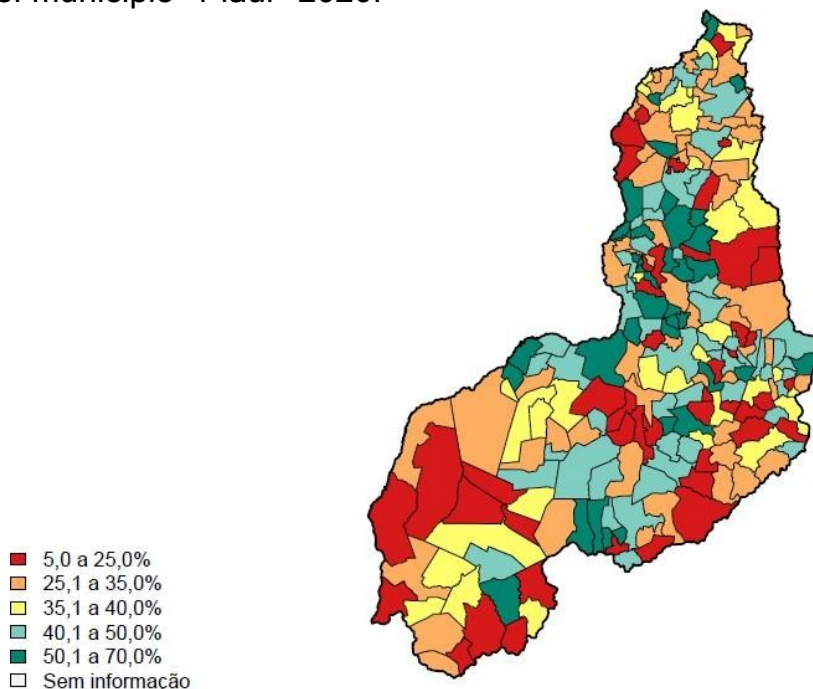 município - Piauí - 2020.
5,0 a 25,0%
25,1 a 35,0%
35,1 a 40,0%
40,1 a 50,0%
50,1 a 70,0%
Sem informação